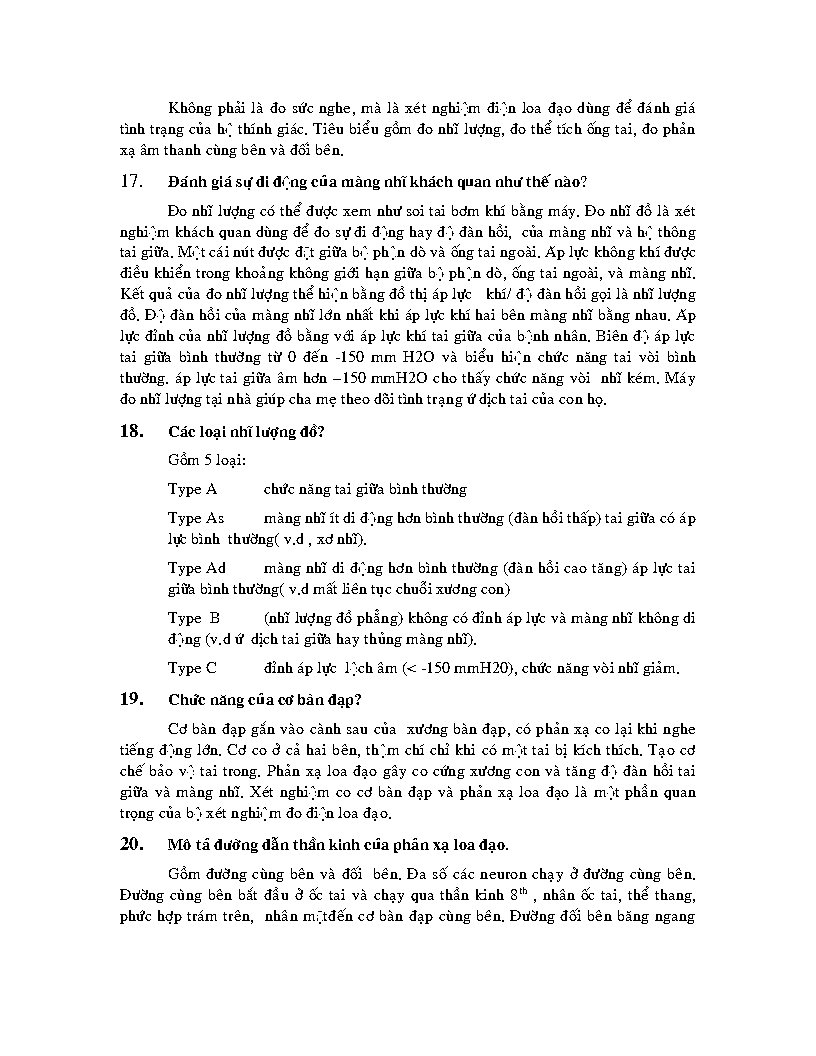 Không phải là đo sức nghe, mà là xét nghiệm điện loa đạo dùng để đánh giá
tình trạng của hệ thính giác. Tiêu biểu gồm đo nhĩ lượng, đo thể tích ống tai, đo phản
xạ âm thanh cùng bên và đối bên.
17. Đánh giá sự di động của màng nhĩ khách quan như thế nào?
Đo nhĩ lượng có thể được xem như soi tai bơm khí bằng máy. Đo nhĩ đồ là xét
nghiệm khách quan dùng để đo sự di động hay độ đàn hồi, của màng nhĩ và hệ thông
tai giữa. Một cái nút được đặt giữa bộ phận dò và ống tai ngoài. Áp lực không khí được
điều khiển trong khoảng không giới hạn giữa bộ phận dò, ống tai ngoài, và màng nhĩ.
Kết quả của đo nhĩ lượng thể hiện bằng đồ thị áp lực khí/ độ đàn hồi gọi là nhĩ lượng
đồ. Độ đàn hồi của màng nhĩ lớn nhất khi áp lực khí hai bên màng nhĩ bằng nhau. Áp
lực đỉnh của nhĩ lượng đồ bằng với áp lực khí tai giữa của bệnh nhân. Biên độ áp lực
tai giữa bình thường từ 0 đến -150 mm H2O và biểu hiện chức năng tai vòi bình
thường. áp lực tai giữa âm hơn –150 mmH2O cho thấy chức năng vòi nhĩ kém. Máy
đo nhĩ lượng tại nhà giúp cha mẹ theo dõi tình trạng ứ dịch tai của con họ.
18. Các loại nhĩ lượng đồ?
Gồm 5 loại:
Type A chức năng tai giữa bình thường
Type As màng nhĩ ít di động hơn bình thường (đàn hồi thấp) tai giữa có áp
lực bình thường( v.d , xơ nhĩ).
Type Ad màng nhĩ di động hơn bình thường (đàn hồi cao tăng) áp lực tai
giữa bình thường( v.d mất liên tục chuỗi xương con)
Type B (nhĩ lượng đồ phẳng) không có đỉnh áp lực và màng nhĩ không di
động (v.d ứ dịch tai giữa hay thủng màng nhĩ).
Type C đỉnh áp lực lệch âm (< -150 mmH20), chức năng vòi nhĩ giảm.
19. Chức năng của cơ bàn đạp?
Cơ bàn đạp gắn vào cành sau của xương bàn đạp, có phản xạ co lại khi nghe
tiếng động lớn. Cơ co ở cả hai bên, thậm chí chỉ khi có một tai bị kích thích. Tạo cơ
chế bảo vệ tai trong. Phản xạ loa đạo gây co cứng xương con và tăng độ đàn hồi tai
giữa và màng nhĩ. Xét nghiệm co cơ bàn đạp và phản xạ loa đạo là một phần quan
trọng của bộ xét nghiệm đo điện loa đạo.
20. Mô tả đường dẫn thần kinh của phản xạ loa đạo.
Gồm đường cùng bên và đối bên. Đa số các neuron chạy ở đường cùng bên.
Đường cùng bên bắt đầu ở ốc tai và chạy qua thần kinh 8th , nhân ốc tai, thể thang,
phức hợp trám trên, nhân mặtđến cơ bàn đạp cùng bên. Đường đối bên băng ngang